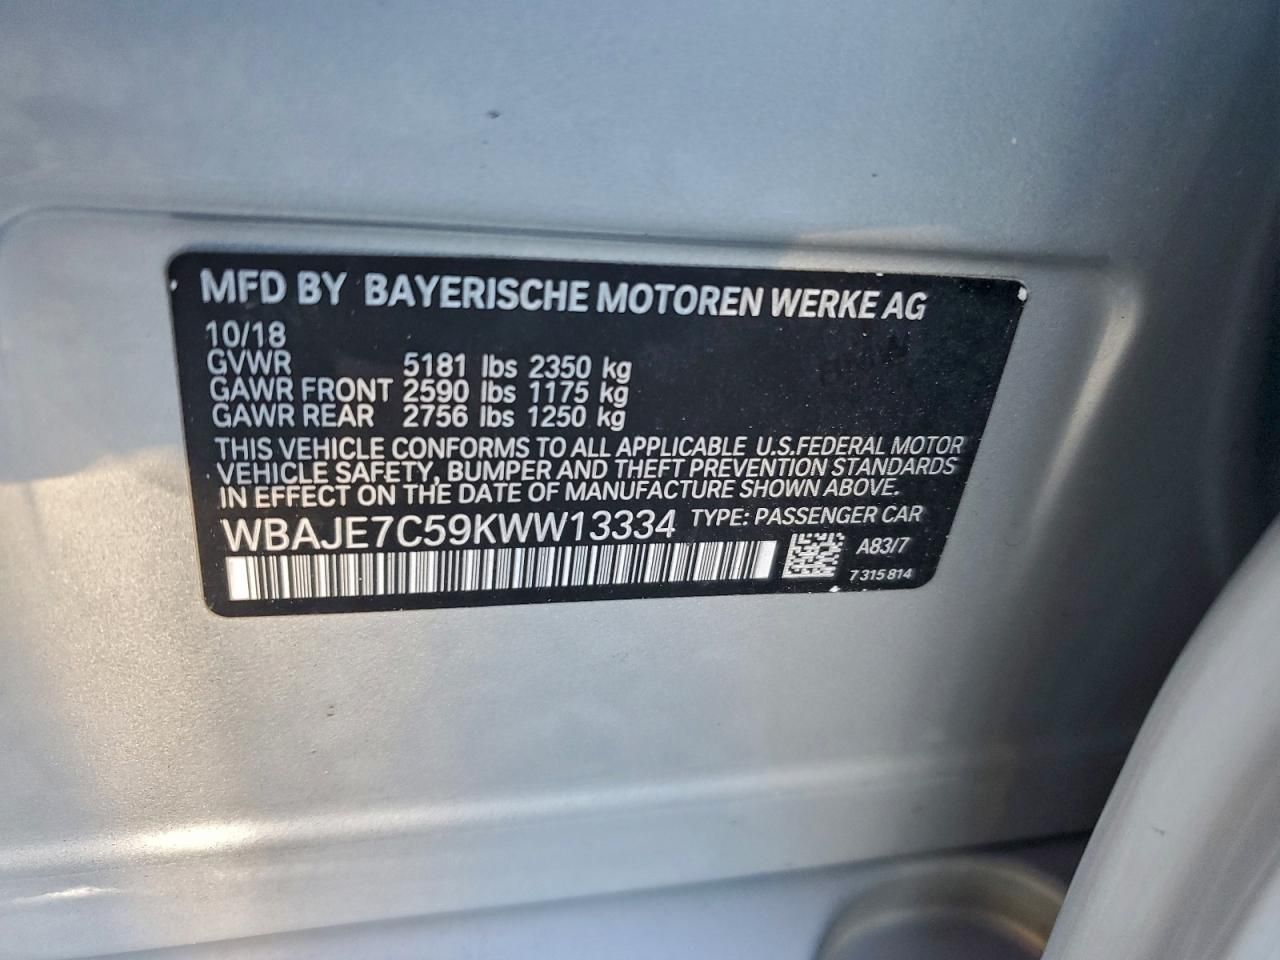 MFD BY BAYERISCHE MOTOREN WERKE AG
10/18
GVWR 5181 lbs 2350 kg
GAWR FRONT 2590 lbs 1175 kg
GAWR REAR 2756 lbs 1250 kg
THIS VEHICLE CONFORMS TO ALL APPLICABLE U.S.FEDERAL MOTOR
VEHICLE SAFETY, BUMPER AND THEFT PREVENTION STANDARDS
IN EFFECT ON THE DATE OF MANUFACTURE SHOWN ABOVE.
WBAJE7C59KWW13334 TYPE: PASSENGER CAR
A83/7
7 315 814